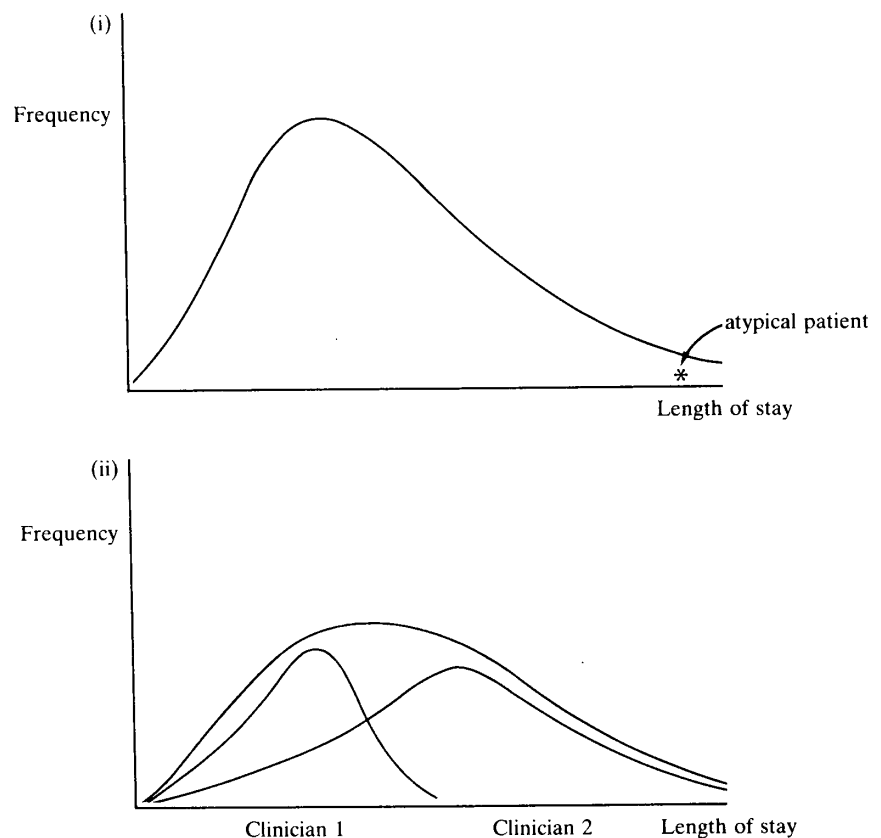 (i)
Frequency
atypical patient
*
Length of stay
(ii)
Frequency
Clinician 1 Clinician 2 Length of stay